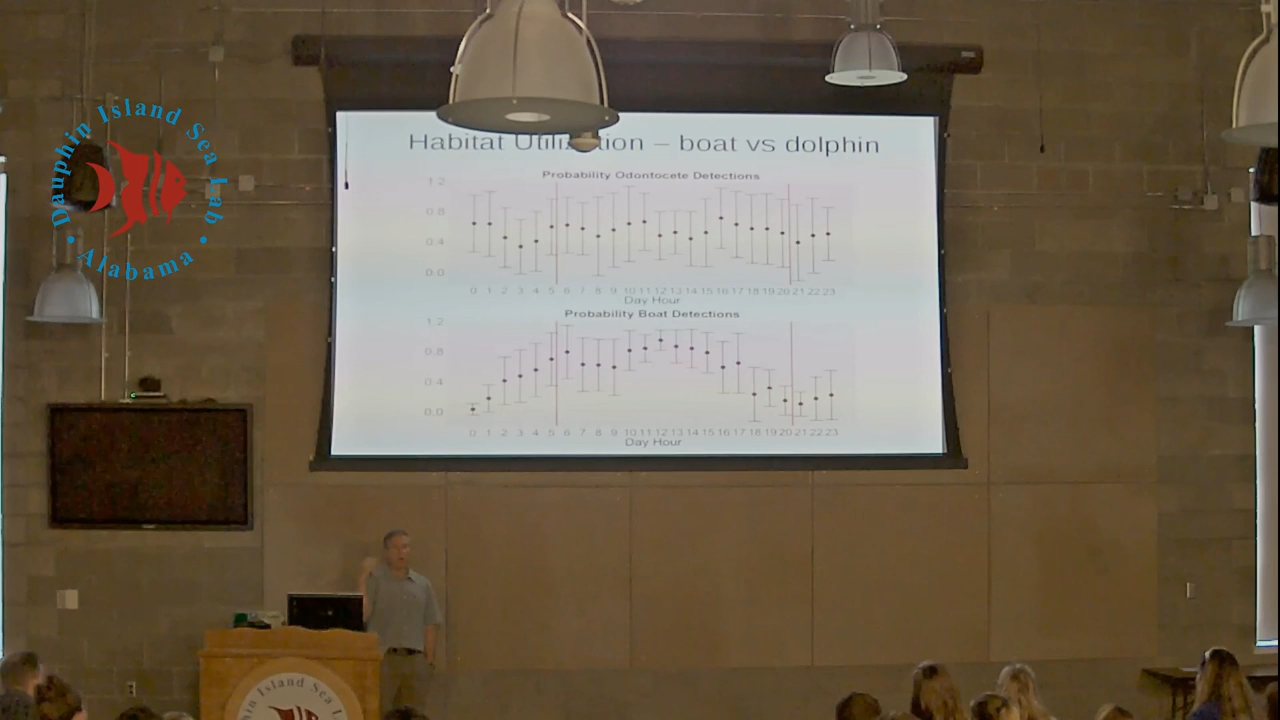 Dauphin Island Sea Lab
• Alabama •
Habitat Utiliz tion – boat vs dolphin
Probability Odontocete Detections
1.2
0.8
0.4
0.0
0 1 2 3 4 5 6 7 8 9 10 11 12 13 14 15 16 17 18 19 20 21 22 23
Day Hour
Probability Boat Detections
1.2
0.8
0.4
0.0
0 1 2 3 4 5 6 7 8 9 10 11 12 13 14 15 16 17 18 19 20 21 22 23
Day Hour
Island Sea